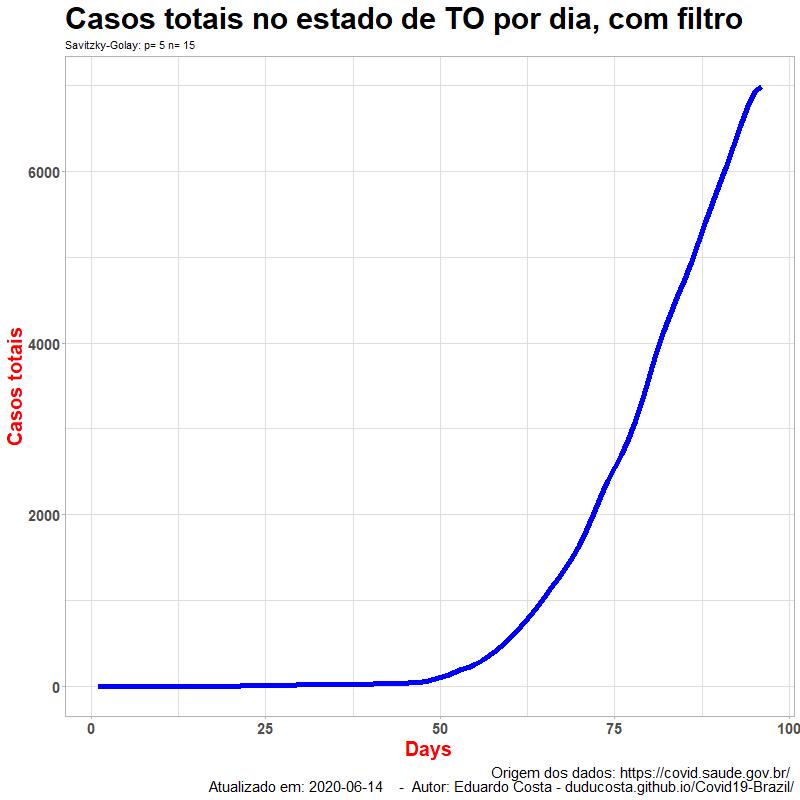 Casos totais no estado de TO por dia, com filtro
Savitzky-Golay: p= 5 n= 15
Casos totais
6000
4000
2000
0
0 25 50 75 100
Days
Origem dos dados: https://covid.saude.gov.br/
Atualizado em: 2020-06-14 - Autor: Eduardo Costa - duducosta.github.io/Covid19-Brazil/